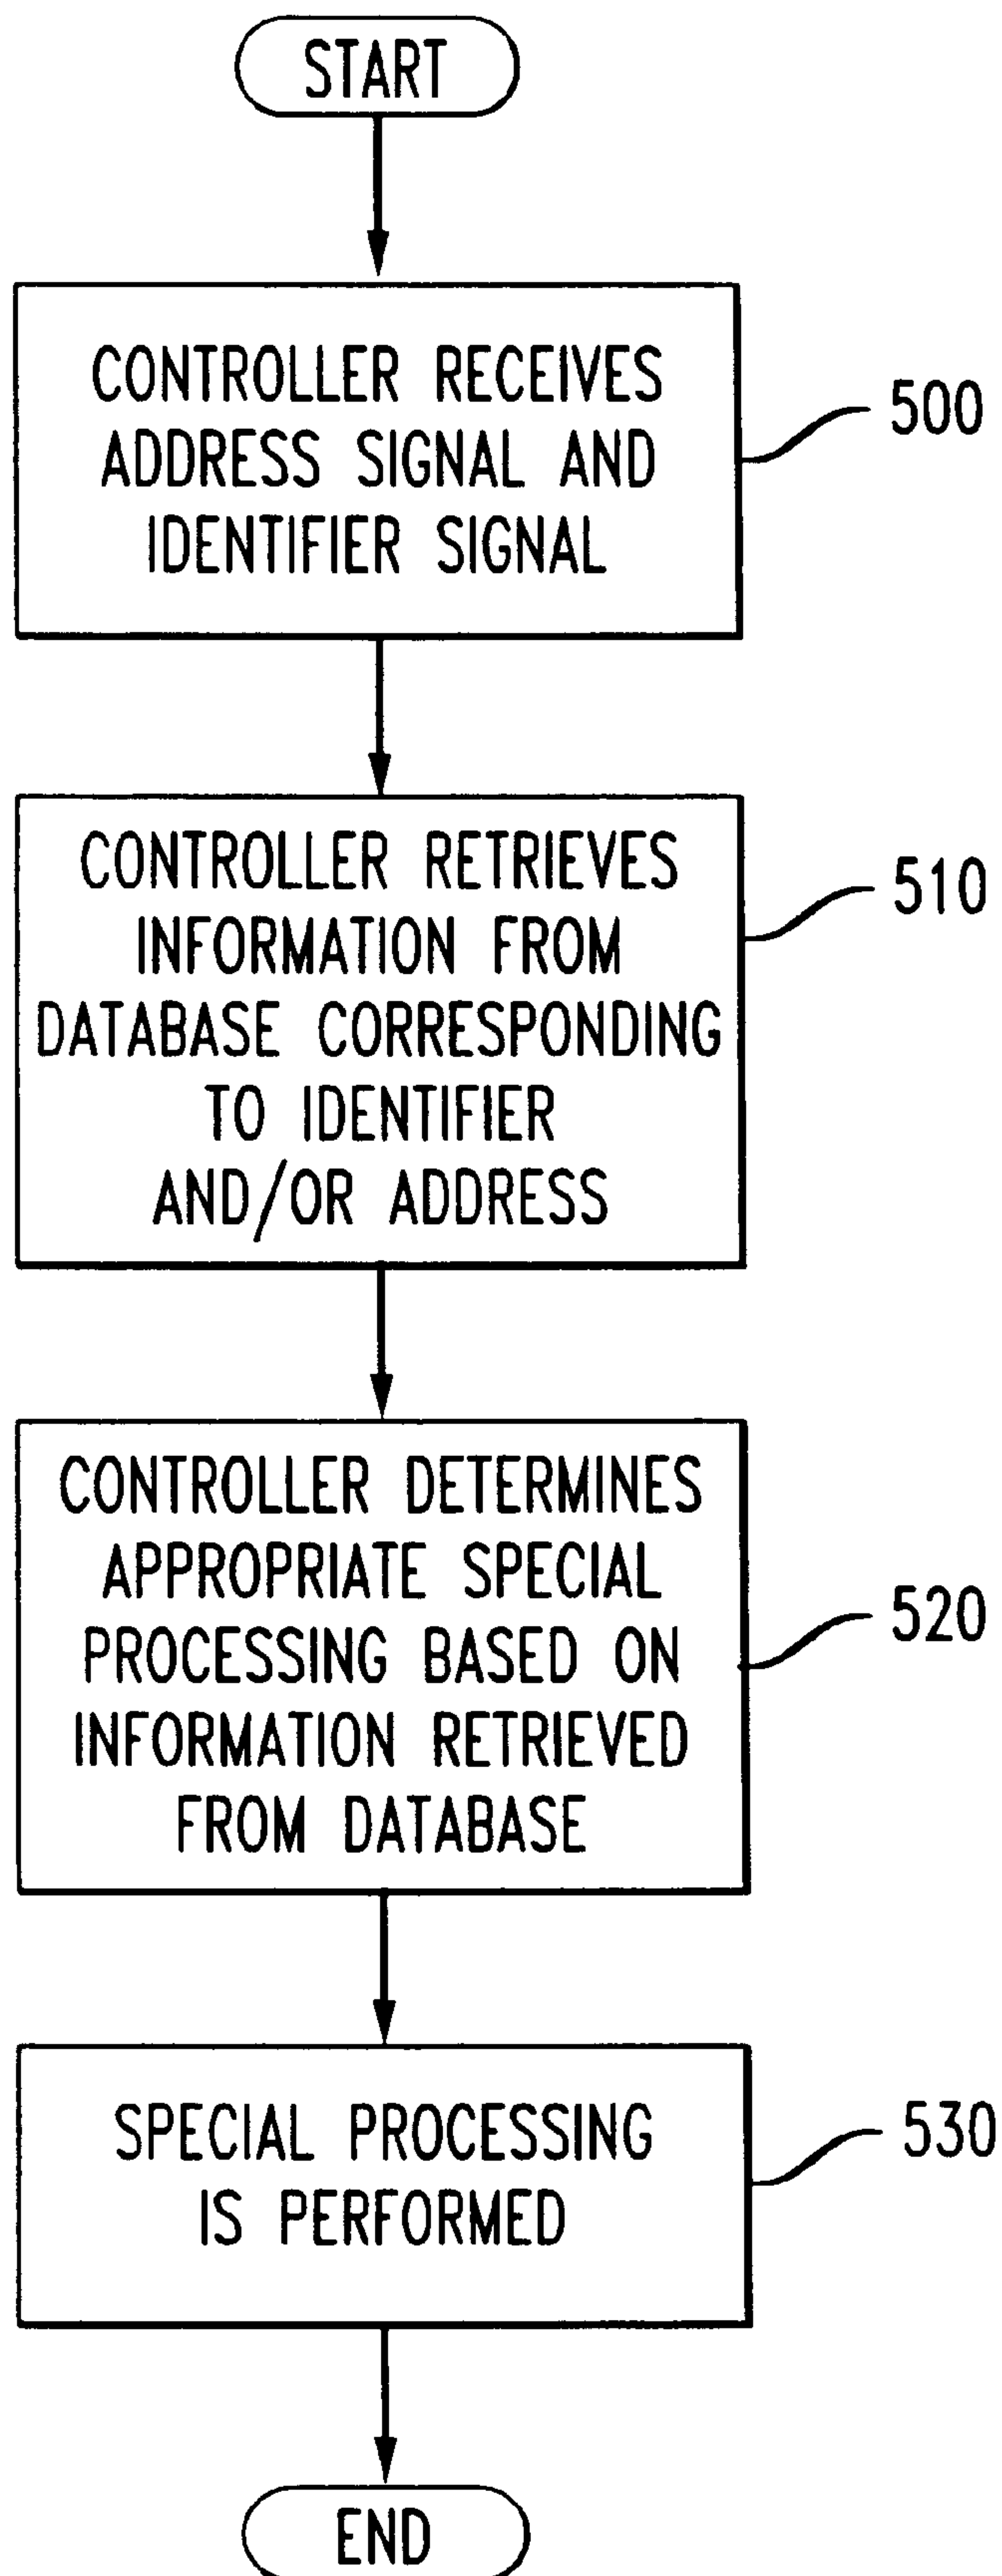 START
CONTROLLER RECEIVES
ADDRESS SIGNAL AND
IDENTIFIER SIGNAL
500
CONTROLLER RETRIEVES
INFORMATION FROM
DATABASE CORRESPONDING
TO IDENTIFIER
AND/OR ADDRESS
510
CONTROLLER DETERMINES
APPROPRIATE SPECIAL
PROCESSING BASED ON
INFORMATION RETRIEVED
FROM DATABASE
520
SPECIAL PROCESSING
IS PERFORMED
530
END